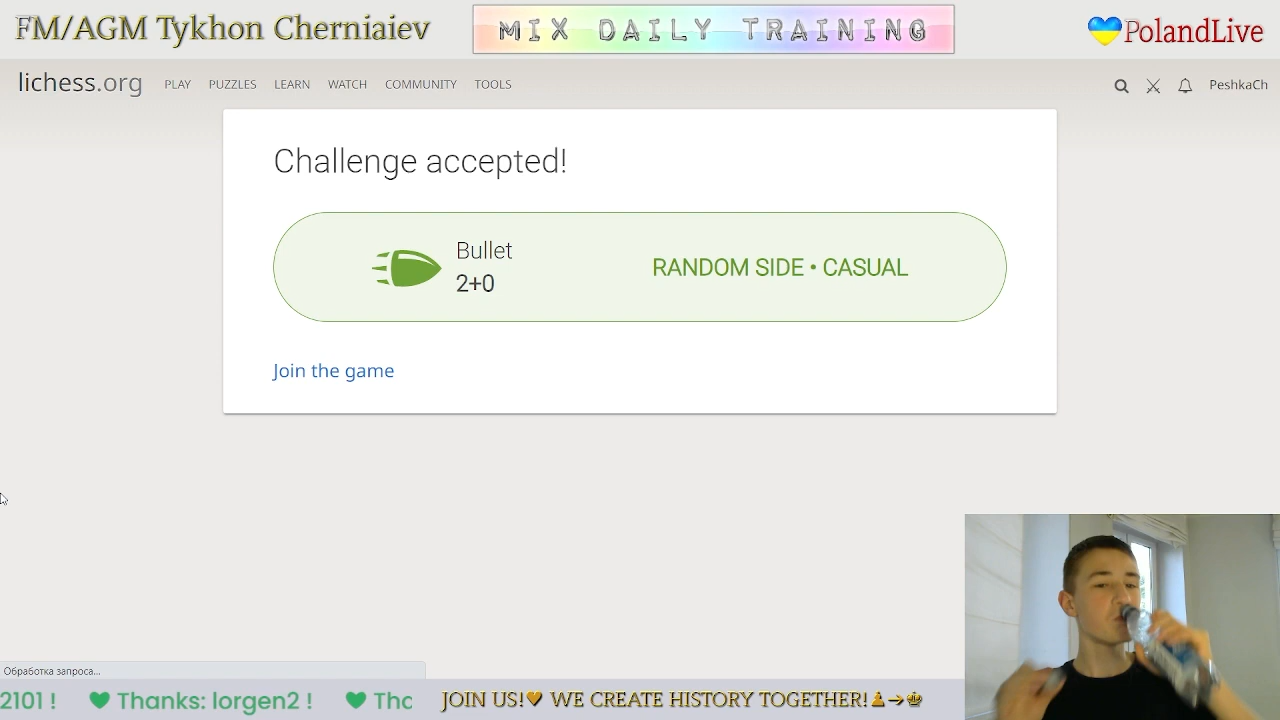 FM/AGM Tykhon Cherniaiev
MIX DAILY TRAINING
PolandLive
lichess.org PLAY PUZZLES LEARN WATCH COMMUNITY TOOLS PeshkaCh
Challenge accepted!
Bullet
2+0
RANDOM SIDE • CASUAL
Join the game
Обработка запроса...
2101 ! Thanks: lorgen2 ! Tha
JOIN US! WE CREATE HISTORY TOGETHER!